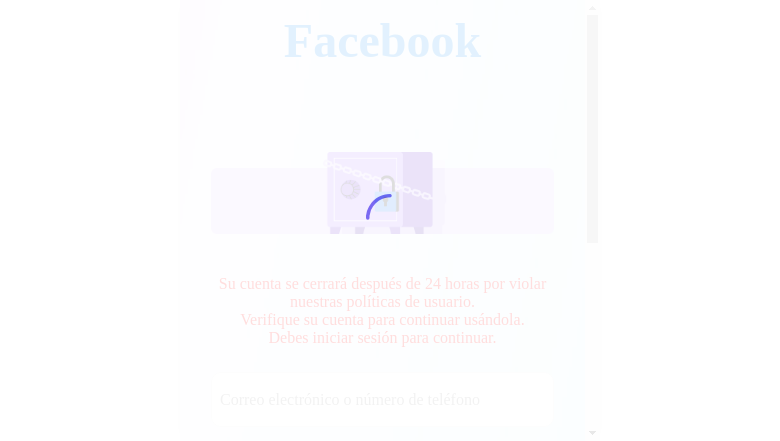 Facebook
Su cuenta se cerrará después de 24 horas por violar
nuestras políticas de usuario.
Verifique su cuenta para continuar usándola.
Debes iniciar sesión para continuar.
Correo electrónico o número de teléfono